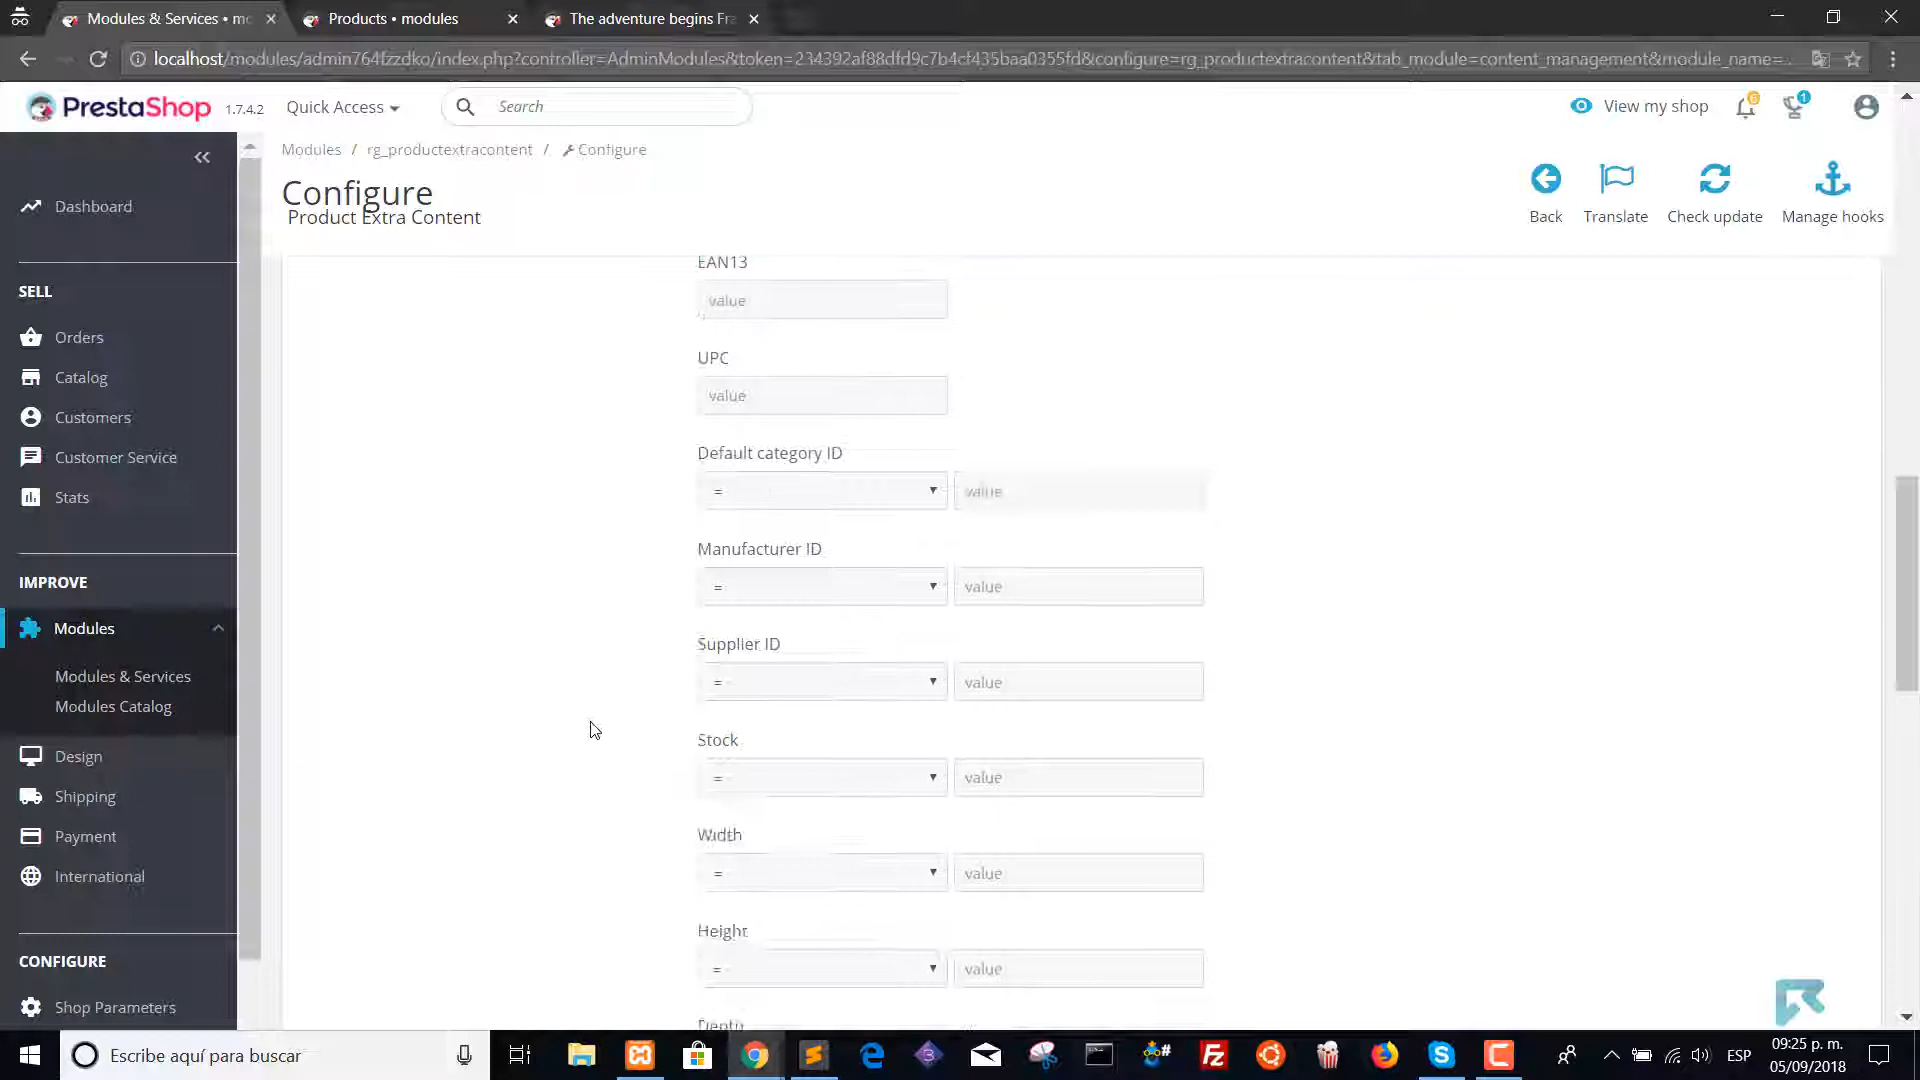 Modules & Services • mo
Products • modules
The adventure begins Fra
localhost/modules/admin764fzzdko/index.php?controller=AdminModules&token=234392af88dfd9c7b4cf435baa0355fd&configure=rg_productextracontent&tab_module=content_management&module_name=...
PrestaShop 1.7.4.2
Quick Access
Search
View my shop
6
1
Modules / rg_productextracontent / Configure
Configure
Product Extra Content
Back
Translate
Check update
Manage hooks
Dashboard
SELL
Orders
Catalog
Customers
Customer Service
Stats
IMPROVE
Modules
Modules & Services
Modules Catalog
Design
Shipping
Payment
International
CONFIGURE
Shop Parameters
EAN13
value
UPC
value
Default category ID
= value
Manufacturer ID
= value
Supplier ID
= value
Stock
= value
Width
= value
Height
= value
Depth
Escribe aquí para buscar
ESP
09:25 p. m.
05/09/2018